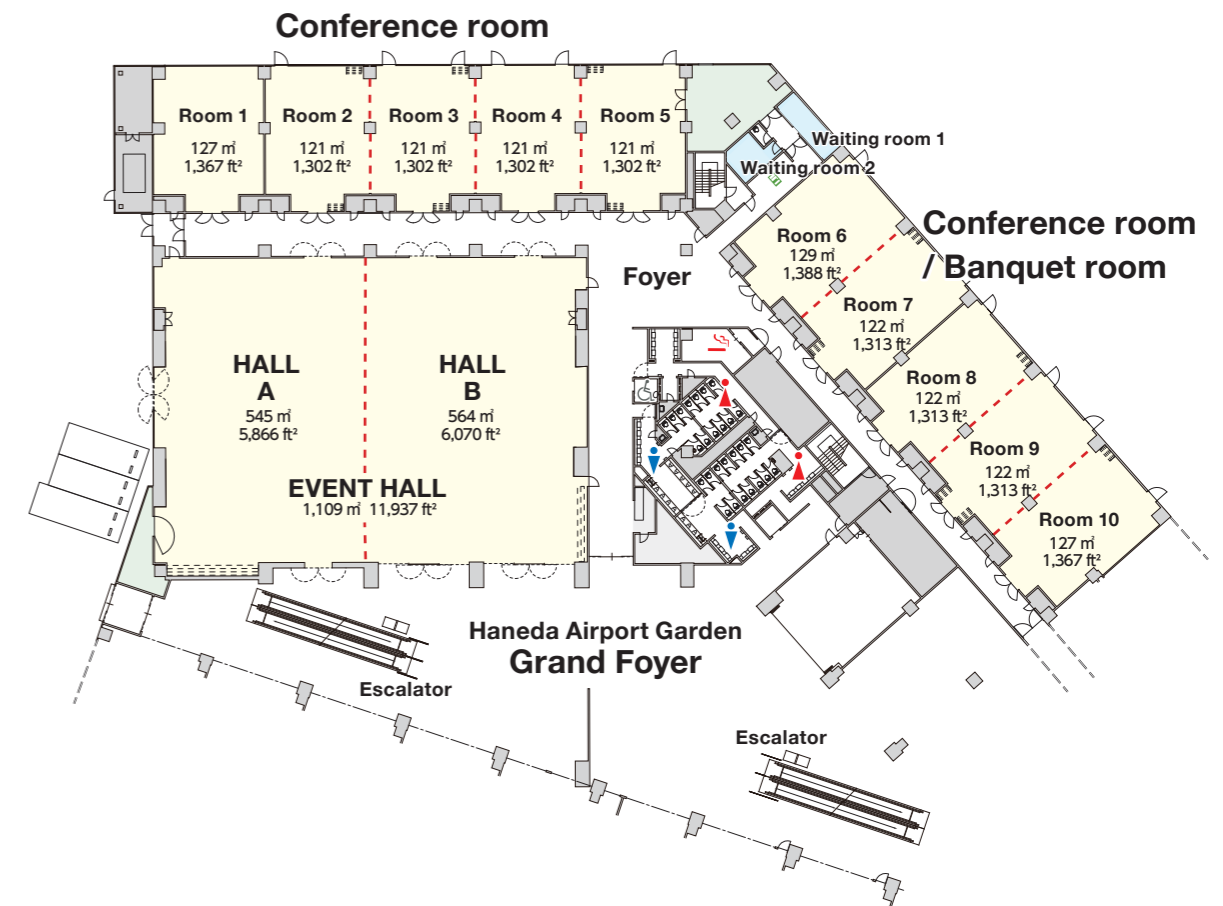 Conference room
Room 1
127 ㎡
1,367 ft²
Room 2
121 ㎡
1,302 ft²
Room 3
121 ㎡
1,302 ft²
Room 4
121 ㎡
1,302 ft²
Room 5
121 ㎡
1,302 ft²
Waiting room 1
Waiting room 2
Conference room
/ Banquet room
Room 6
129 ㎡
1,388 ft²
Room 7
122 ㎡
1,313 ft²
Room 8
122 ㎡
1,313 ft²
Room 9
122 ㎡
1,313 ft²
Room 10
127 ㎡
1,367 ft²
Foyer
HALL
A
545 ㎡
5,866 ft²
HALL
B
564 ㎡
6,070 ft²
EVENT HALL
1,109 ㎡ 11,937 ft²
Haneda Airport Garden
Grand Foyer
Escalator
Escalator